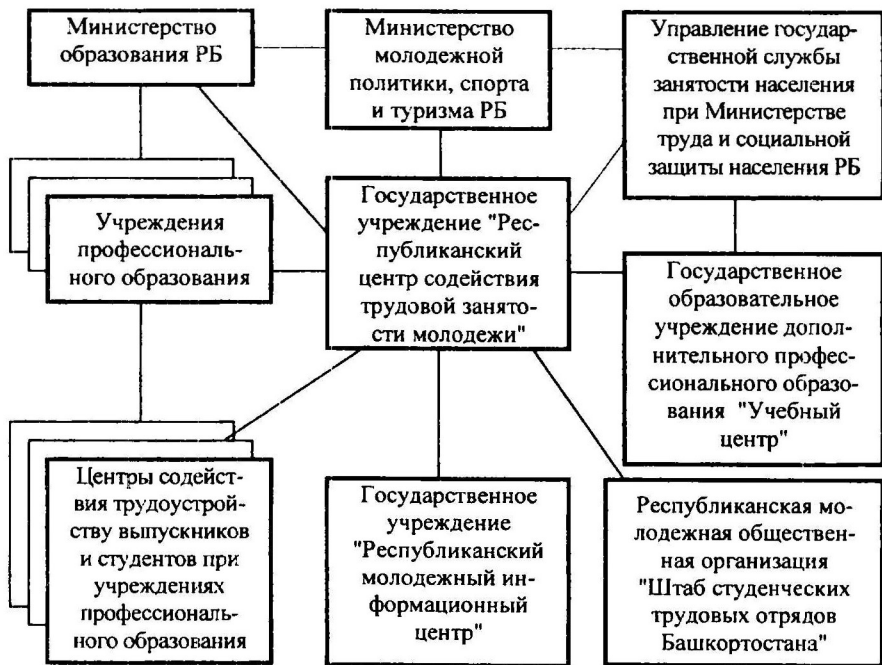 Министерство
образования РБ
Министерство
молодежной
политики, спорта
и туризма РБ
Управление государ-
ственной службы
занятости населения
при Министерстве
труда и социальной
защиты населения РБ
Учреждения
профессиональ-
ного образования
Государственное
учреждение "Рес-
публиканский
центр содействия
трудовой занято-
сти молодежи"
Государственное
образовательное
учреждение допол-
нительного профес-
сионального образо-
вания "Учебный
центр"
Центры содейст-
вия трудоустрой-
ству выпускников
и студентов при
учреждениях
профессиональ-
ного образования
Государственное
учреждение
"Республиканский
молодежный ин-
формационный
центр"
Республиканская мо-
лодежная обществен-
ная организация
"Штаб студенческих
трудовых отрядов
Башкортостана"